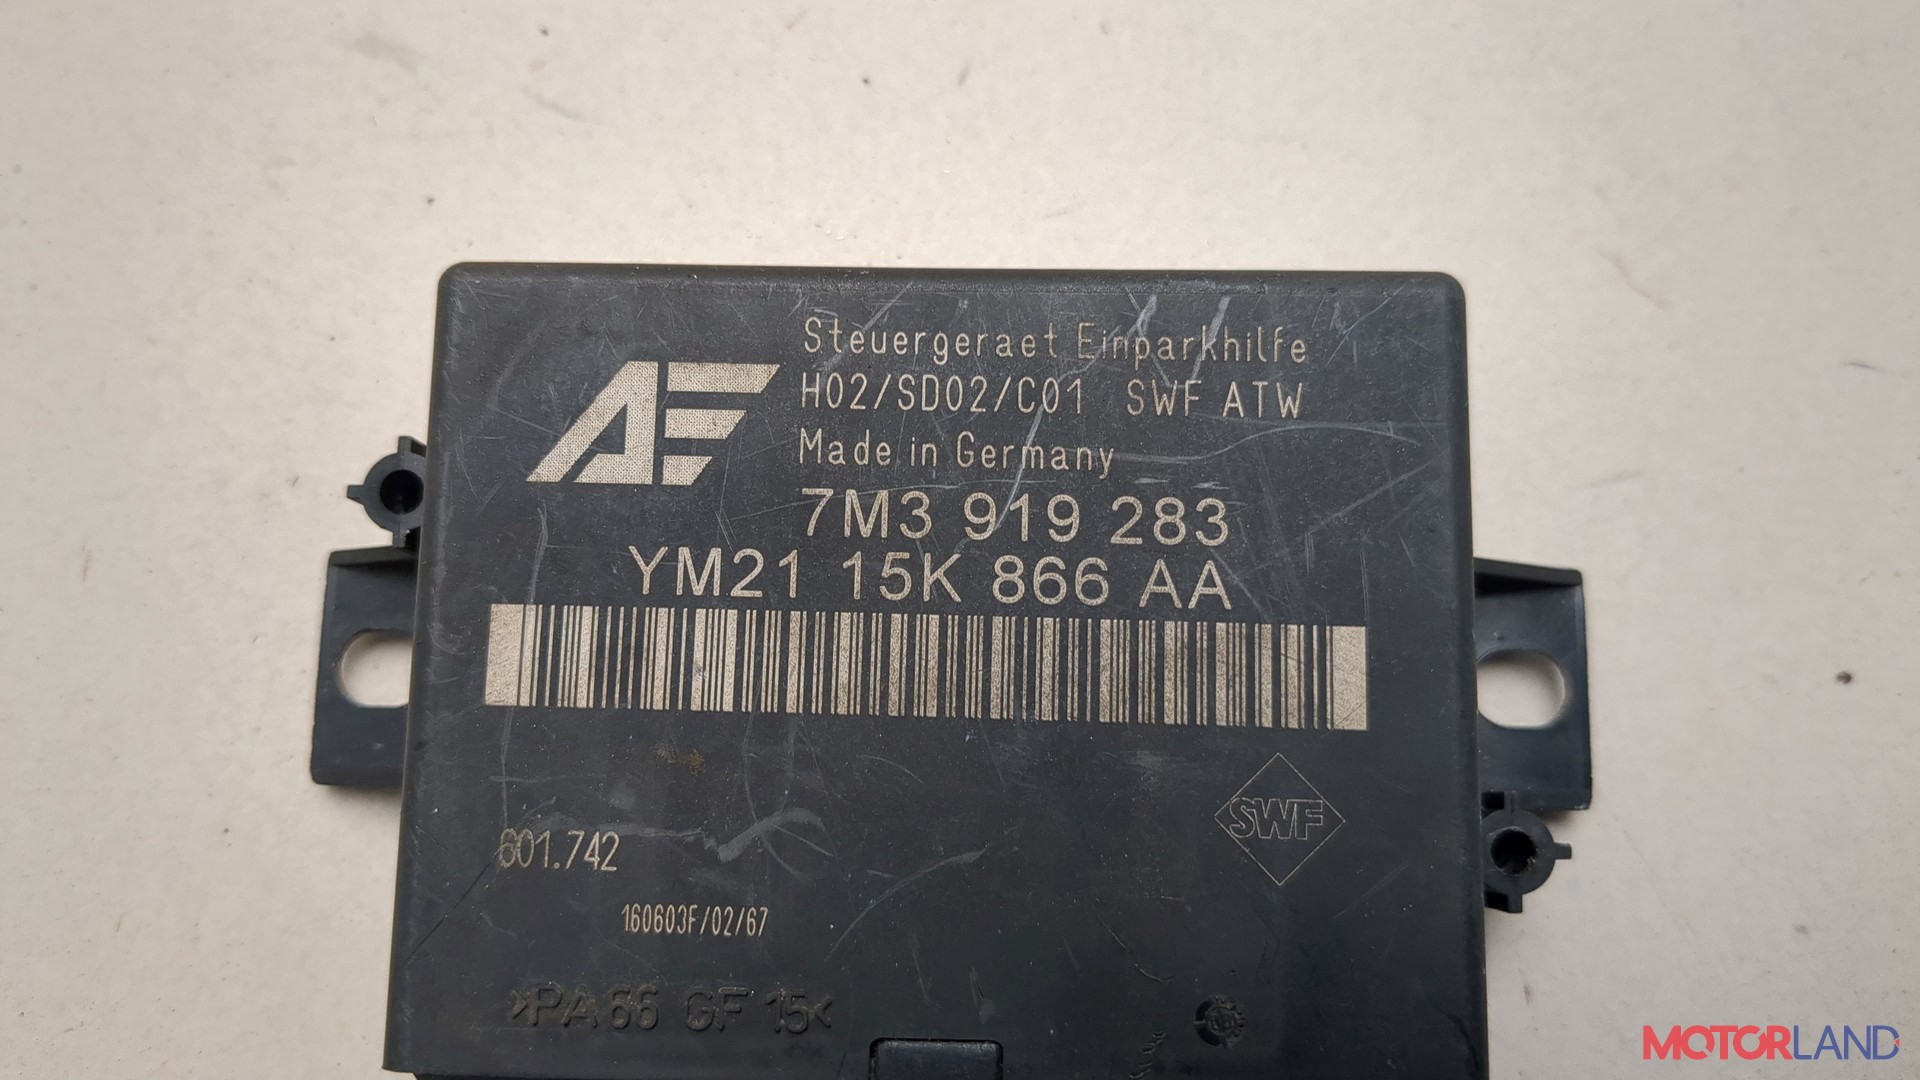 AF
Steuergeraet Einparkhilfe
H02/SD02/C01 SWF ATW
Made in Germany
7M3 919 283
YM21 15K 866 AA
SWF
601.742
160603F/02/67
>PA 66 GF 15<
MOTORLAND